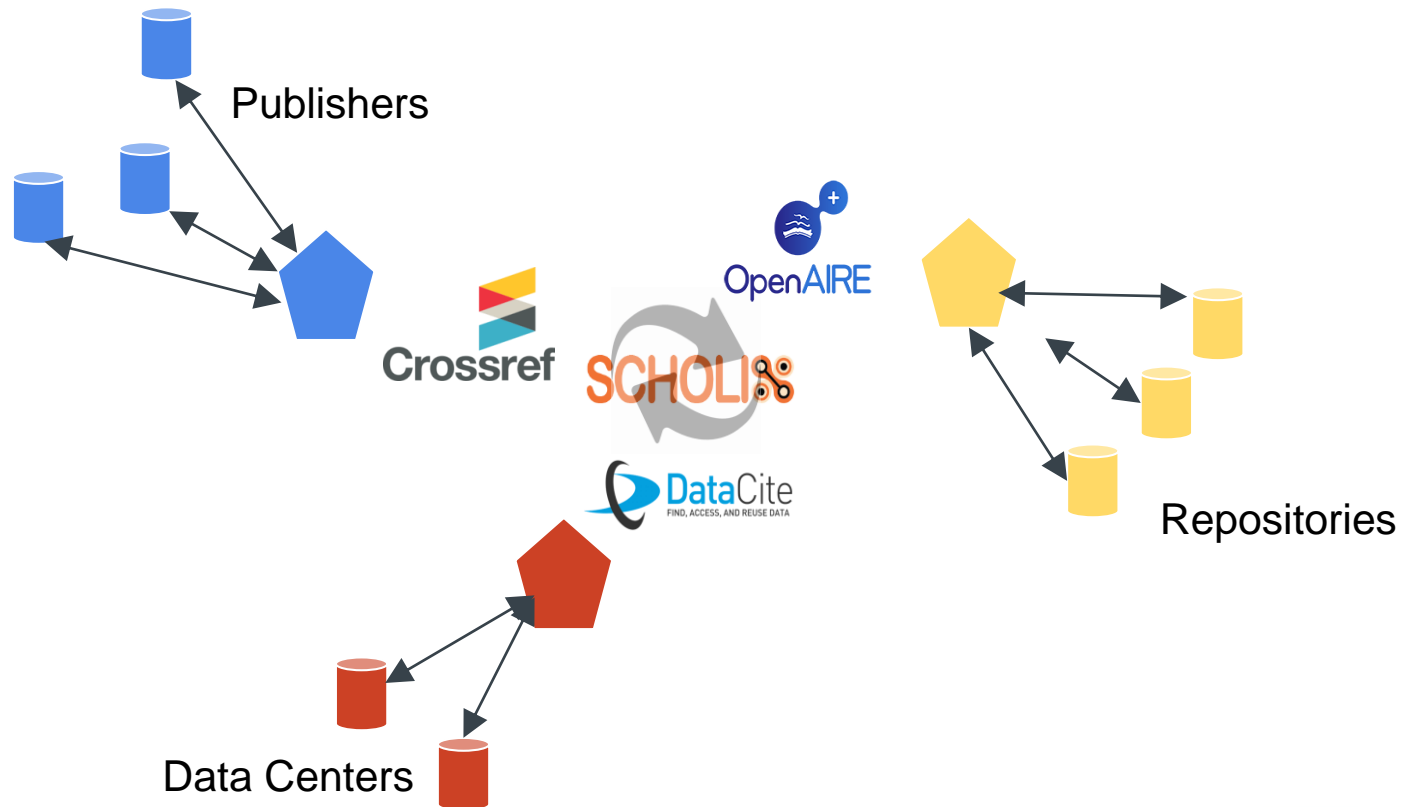 Publishers
OpenAIRE
Crossref
SCHOLIX
DataCite
FIND, ACCESS, AND REUSE DATA
Repositories
Data Centers